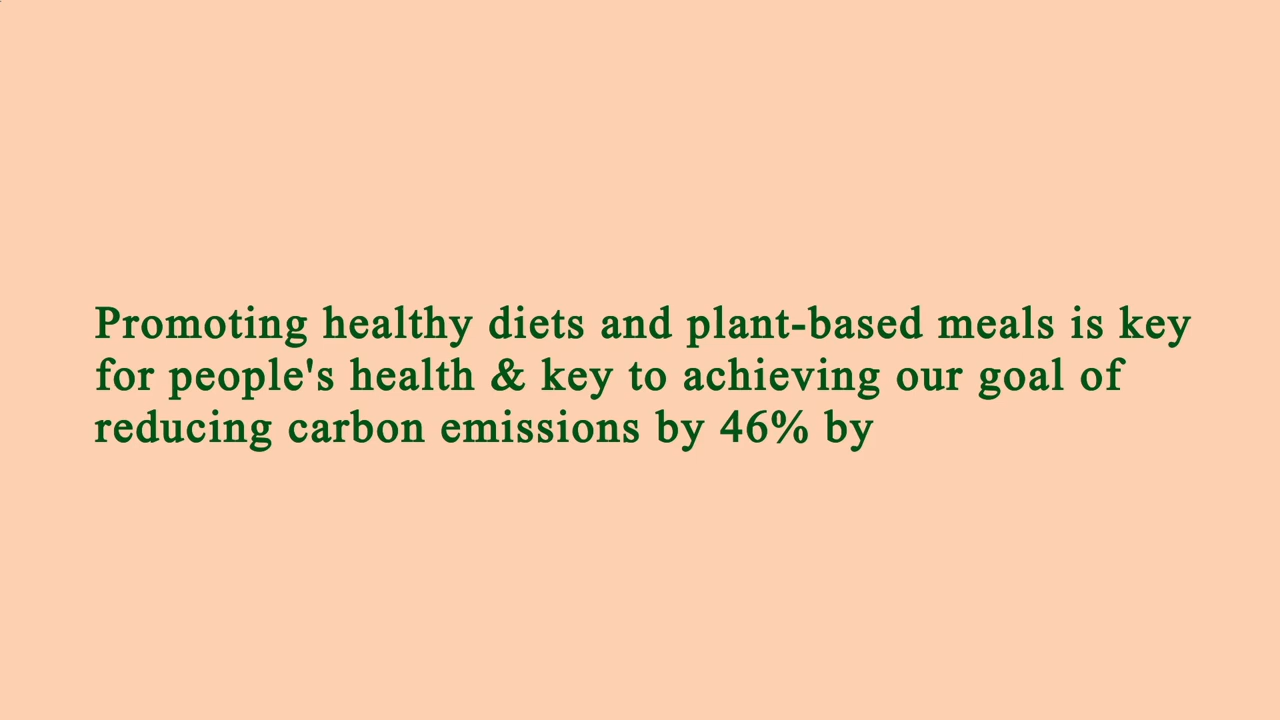 Promoting healthy diets and plant-based meals is key
for people's health & key to achieving our goal of
reducing carbon emissions by 46% by